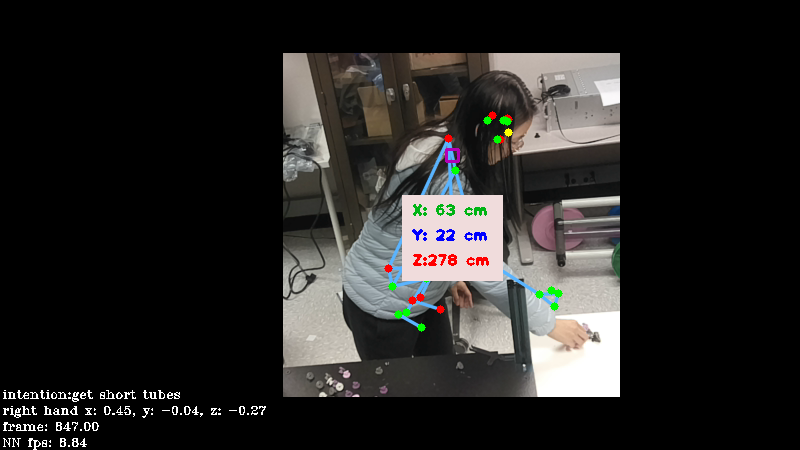 X: 63 cm
Y: 22 cm
Z:278 cm
intention:get short tubes
right hand x: 0.45, y: -0.04, z: -0.27
frame: 847.00
NN fps: 8.84